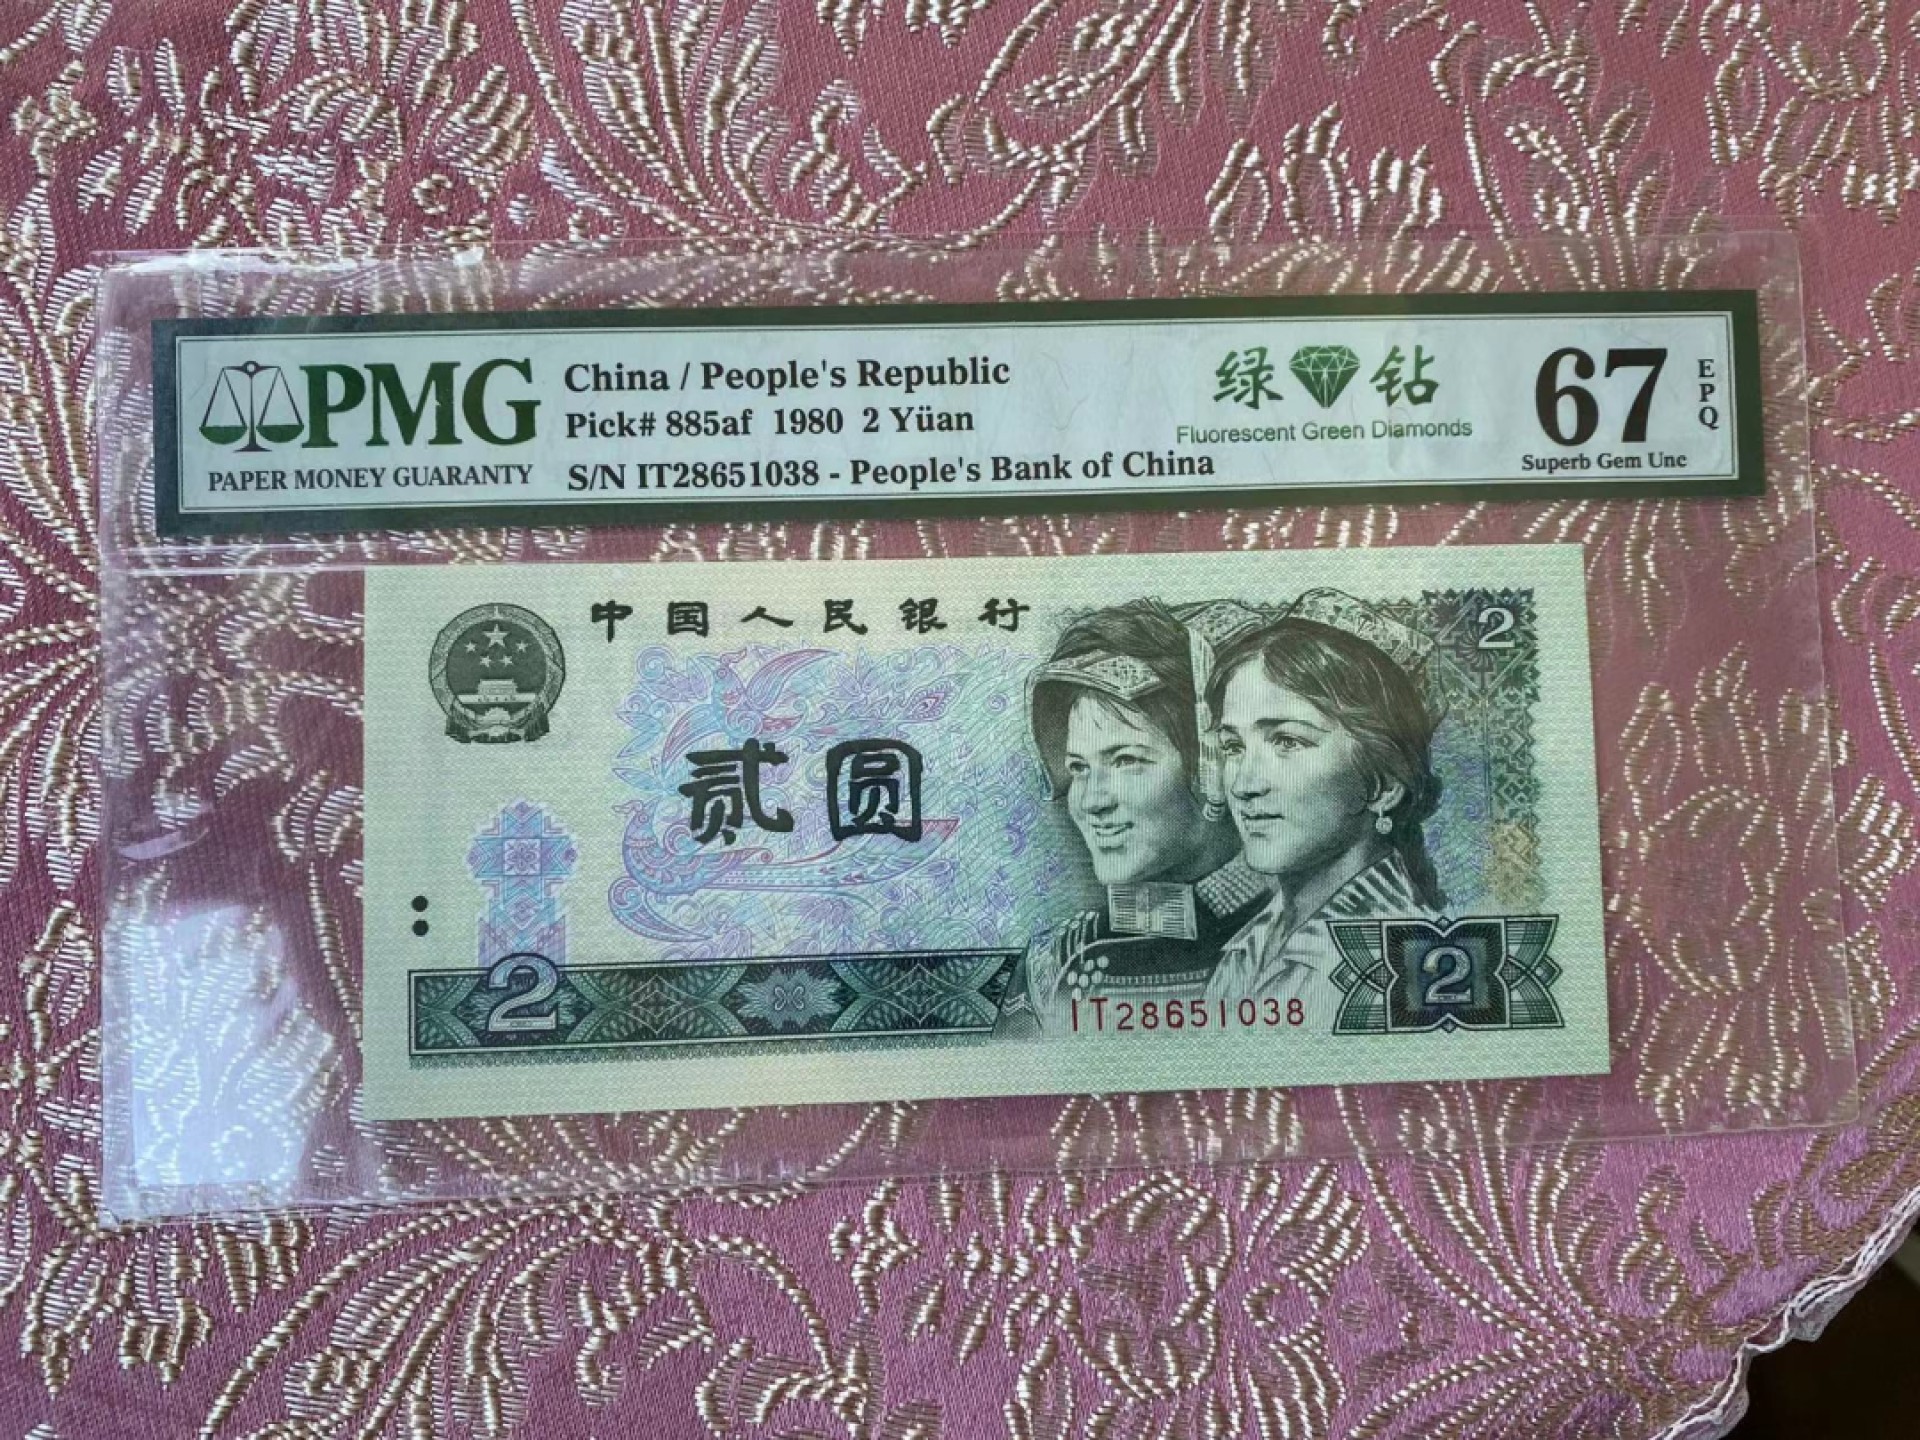 PMG
PAPER MONEY GUARANTY
China / People's Republic
Pick# 885af 1980 2 Yüan
S/N IT28651038 - People's Bank of China
绿 钻
Fluorescent Green Diamonds
67
EPQ
Superb Gem Unc
中国人民银行
2
贰圆
2
2
IT28651038